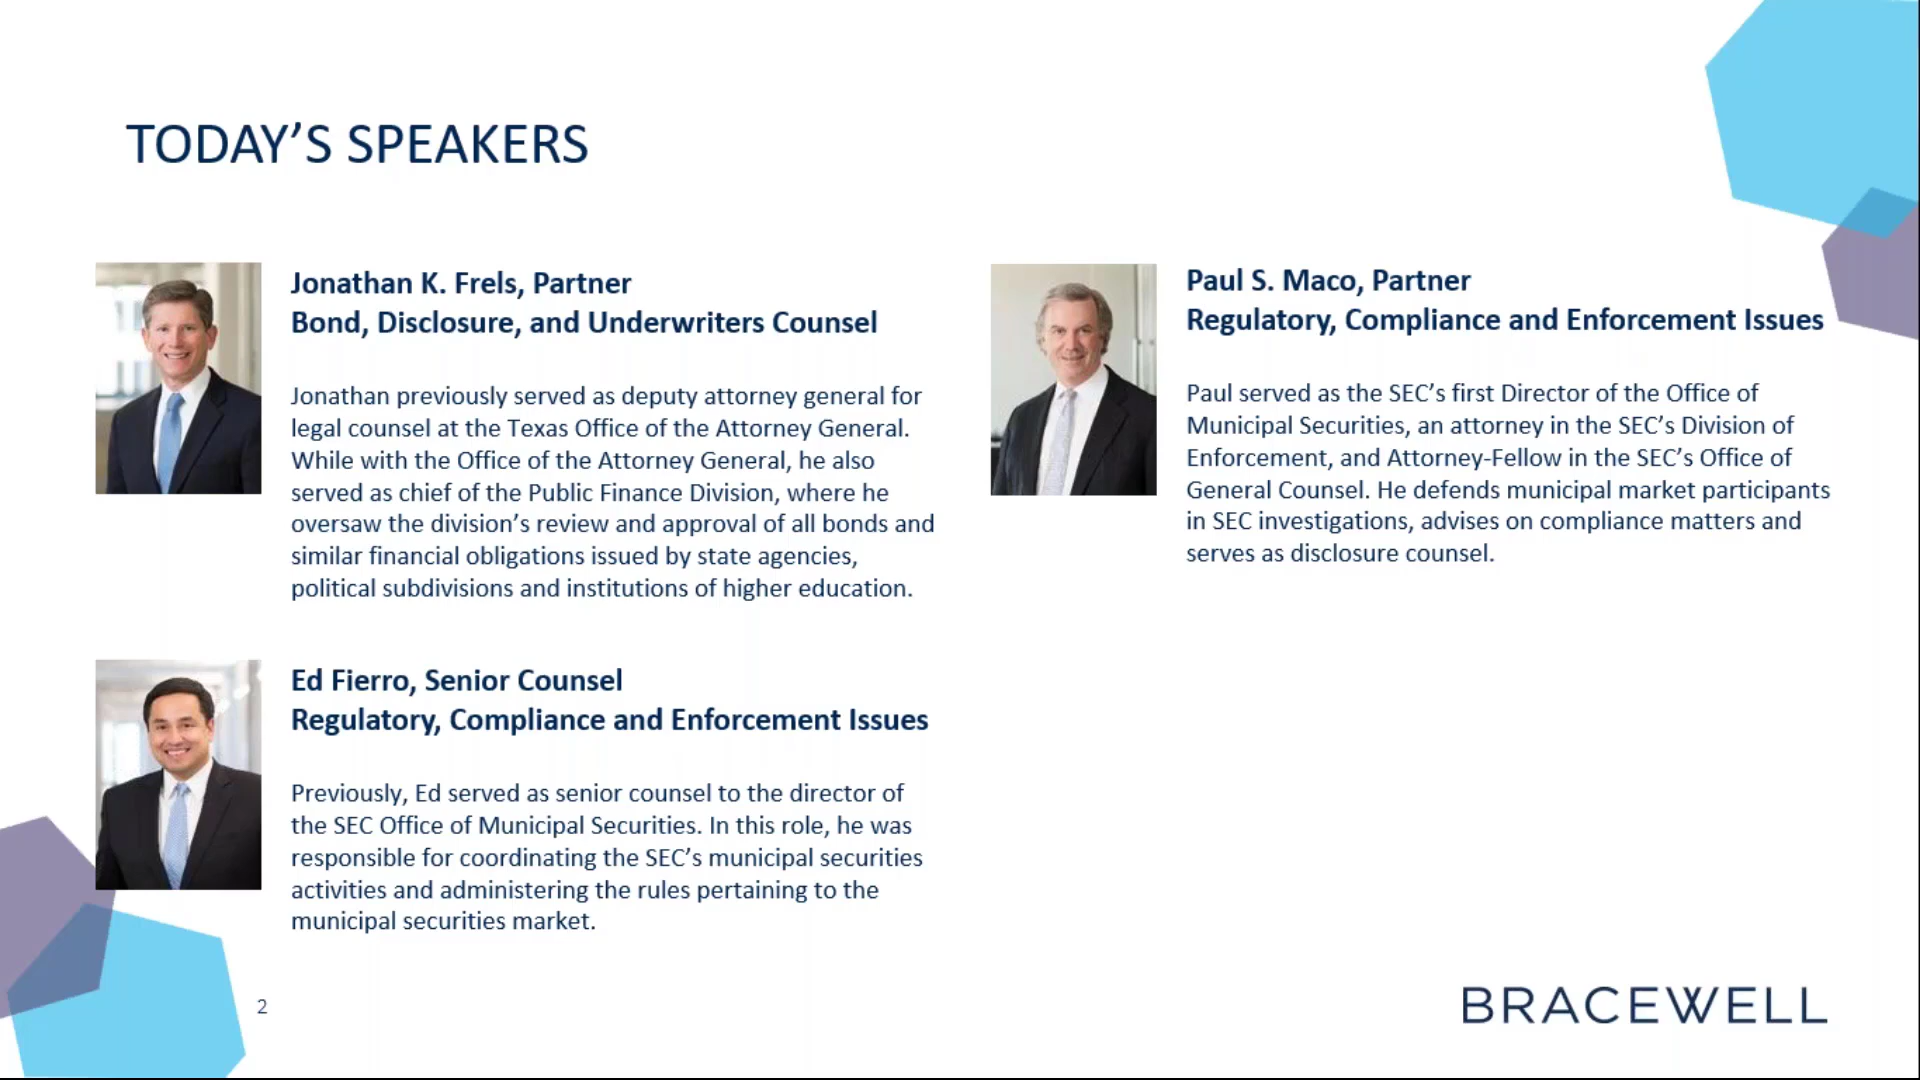 TODAY’S SPEAKERS
Jonathan K. Frels, Partner
Bond, Disclosure, and Underwriters Counsel
Jonathan previously served as deputy attorney general for
legal counsel at the Texas Office of the Attorney General.
While with the Office of the Attorney General, he also
served as chief of the Public Finance Division, where he
oversaw the division’s review and approval of all bonds and
similar financial obligations issued by state agencies,
political subdivisions and institutions of higher education.
Ed Fierro, Senior Counsel
Regulatory, Compliance and Enforcement Issues
Previously, Ed served as senior counsel to the director of
the SEC Office of Municipal Securities. In this role, he was
responsible for coordinating the SEC’s municipal securities
activities and administering the rules pertaining to the
municipal securities market.
Paul S. Maco, Partner
Regulatory, Compliance and Enforcement Issues
Paul served as the SEC’s first Director of the Office of
Municipal Securities, an attorney in the SEC’s Division of
Enforcement, and Attorney-Fellow in the SEC’s Office of
General Counsel. He defends municipal market participants
in SEC investigations, advises on compliance matters and
serves as disclosure counsel.
2
BRACEWELL